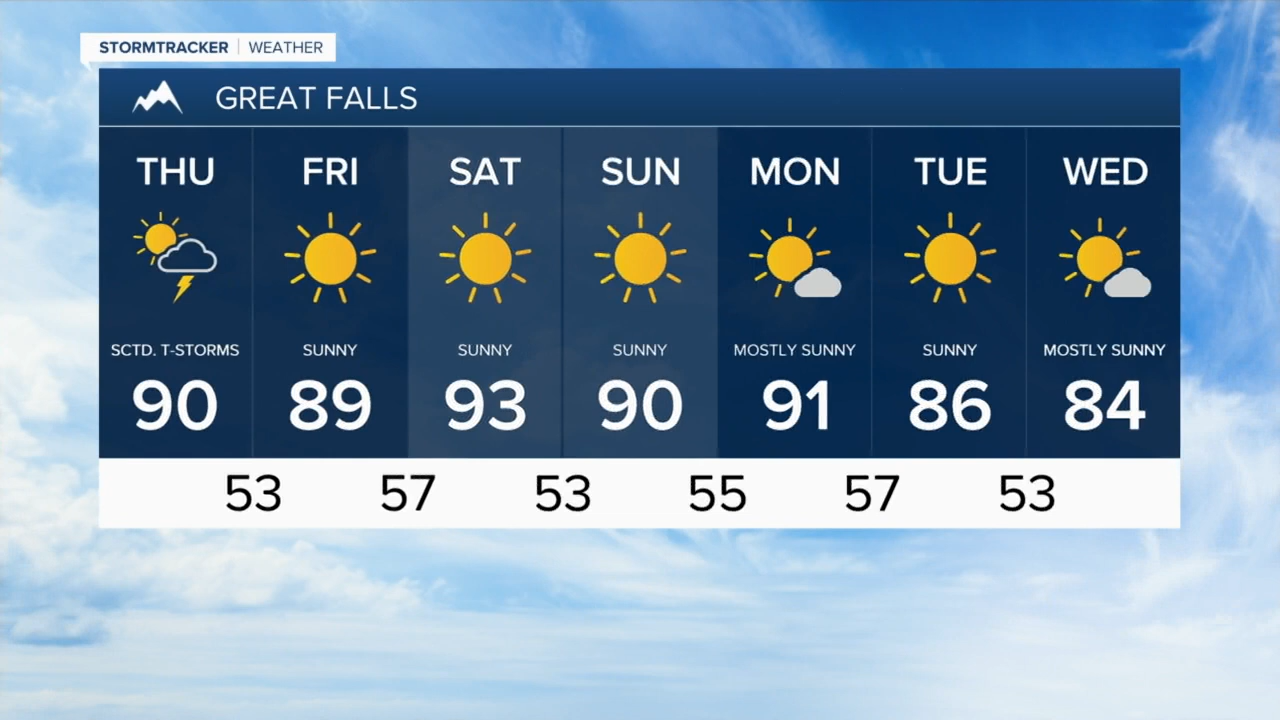 STORMTRACKER | WEATHER
GREAT FALLS
THU FRI SAT SUN MON TUE WED
SCTD. T-STORMS SUNNY SUNNY SUNNY MOSTLY SUNNY SUNNY MOSTLY SUNNY
90 89 93 90 91 86 84
53 57 53 55 57 53